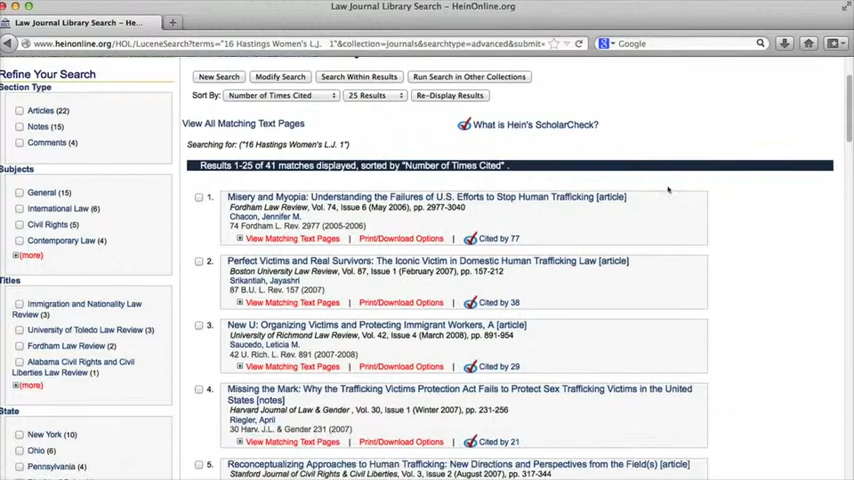 Law Journal Library Search – HeinOnline.org
Law Journal Library Search – He...
www.heinonline.org/HOL/LuceneSearch?terms="16 Hastings Women's L.J. 1"&collection=journals&searchtype=advanced&submit=
Google
Refine Your Search
Section Type
Articles (22)
Notes (15)
Comments (4)
Subjects
General (15)
International Law (6)
Civil Rights (5)
Contemporary Law (4)
(more)
Titles
Immigration and Nationality Law
Review (3)
University of Toledo Law Review (3)
Fordham Law Review (2)
Alabama Civil Rights and Civil
Liberties Law Review (1)
(more)
State
New York (10)
Ohio (6)
Pennsylvania (4)
New Search Modify Search Search Within Results Run Search in Other Collections
Sort By: Number of Times Cited 25 Results Re-Display Results
View All Matching Text Pages What is Hein's ScholarCheck?
Searching for: ("16 Hastings Women's L.J. 1")
Results 1-25 of 41 matches displayed, sorted by "Number of Times Cited" .
1. Misery and Myopia: Understanding the Failures of U.S. Efforts to Stop Human Trafficking [article]
Fordham Law Review, Vol. 74, Issue 6 (May 2006), pp. 2977-3040
Chacon, Jennifer M.
74 Fordham L. Rev. 2977 (2005-2006)
View Matching Text Pages | Print/Download Options | Cited by 77
2. Perfect Victims and Real Survivors: The Iconic Victim in Domestic Human Trafficking Law [article]
Boston University Law Review, Vol. 87, Issue 1 (February 2007), pp. 157-212
Srikantiah, Jayashri
87 B.U. L. Rev. 157 (2007)
View Matching Text Pages | Print/Download Options | Cited by 38
3. New U: Organizing Victims and Protecting Immigrant Workers, A [article]
University of Richmond Law Review, Vol. 42, Issue 4 (March 2008), pp. 891-954
Saucedo, Leticia M.
42 U. Rich. L. Rev. 891 (2007-2008)
View Matching Text Pages | Print/Download Options | Cited by 29
4. Missing the Mark: Why the Trafficking Victims Protection Act Fails to Protect Sex Trafficking Victims in the United
States [notes]
Harvard Journal of Law & Gender , Vol. 30, Issue 1 (Winter 2007), pp. 231-256
Riegler, April
30 Harv. J.L. & Gender 231 (2007)
View Matching Text Pages | Print/Download Options | Cited by 21
5. Reconceptualizing Approaches to Human Trafficking: New Directions and Perspectives from the Field(s) [article]
Stanford Journal of Civil Rights & Civil Liberties, Vol. 3, Issue 2 (August 2007), pp. 317-344